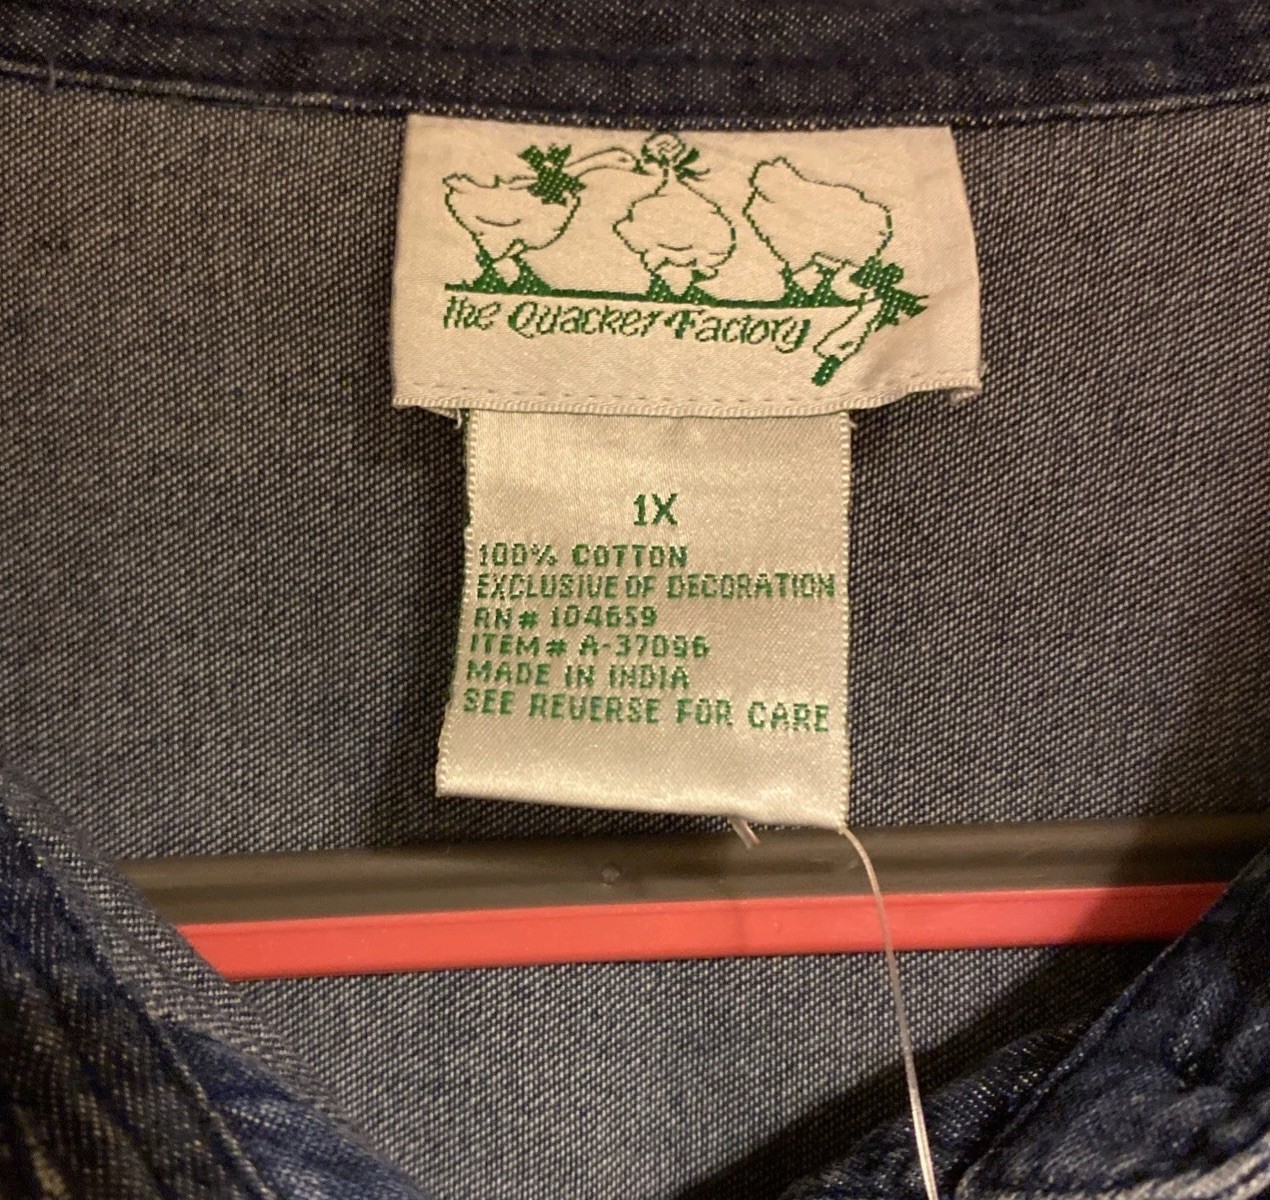 the Quacker Factory
1X
100% COTTON
EXCLUSIVE OF DECORATION
RN# 104659
ITEM# A-37096
MADE IN INDIA
SEE REVERSE FOR CARE